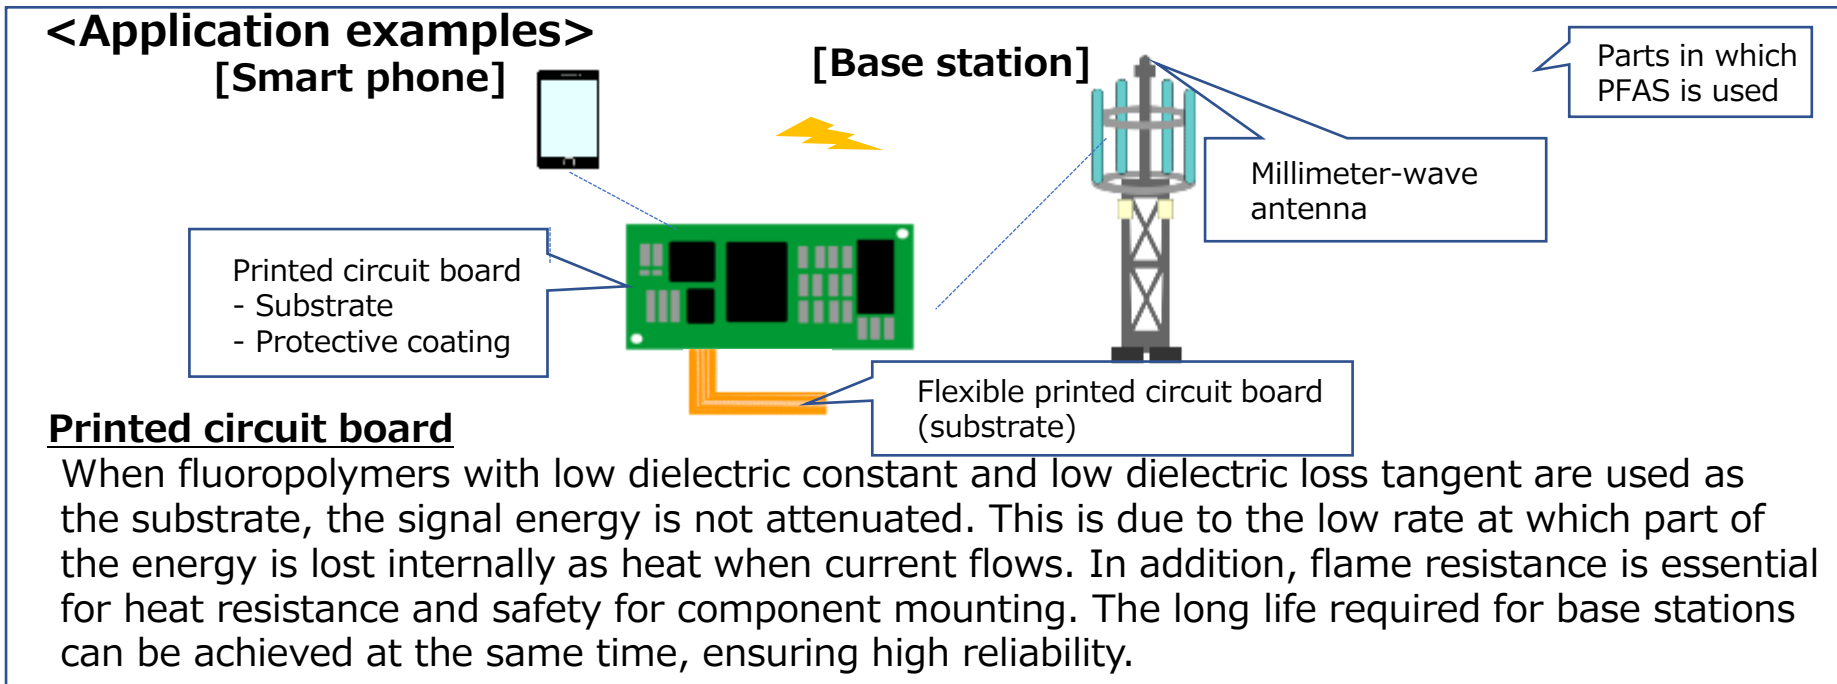 <Application examples>
[Smart phone]
[Base station]
Parts in which
PFAS is used
Millimeter-wave
antenna
Printed circuit board
- Substrate
- Protective coating
Flexible printed circuit board
(substrate)
Printed circuit board
When fluoropolymers with low dielectric constant and low dielectric loss tangent are used as
the substrate, the signal energy is not attenuated. This is due to the low rate at which part of
the energy is lost internally as heat when current flows. In addition, flame resistance is essential
for heat resistance and safety for component mounting. The long life required for base stations
can be achieved at the same time, ensuring high reliability.